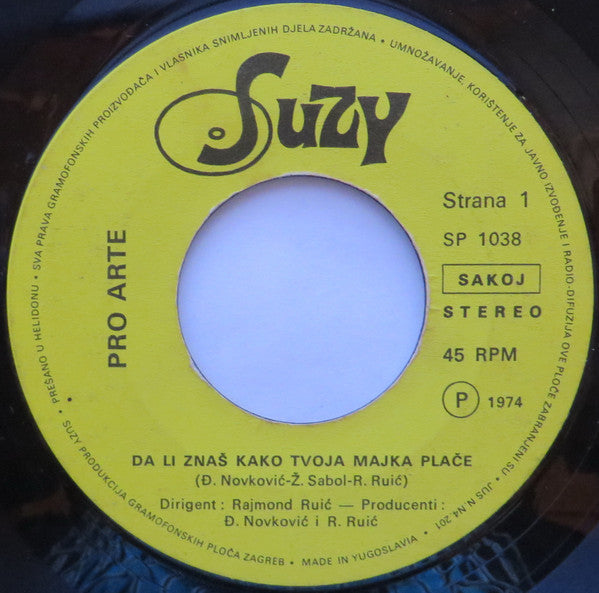 SVA PRAVA GRAMOFONSKIH PROIZVOĐAČA I VLASNIKA SNIMLJENIH DJELA ZADRŽANA • UMNOŽAVANJE, KORIŠTENJE ZA JAVNO IZVOĐENJE I RADIO-DIFUZIJA OVE PLOČE ZABRANJENI SU • JUS N N4. 201
Suzy
Strana 1
SP 1038
SAKOJ
STEREO
45 RPM
P 1974
PRO ARTE
DA LI ZNAŠ KAKO TVOJA MAJKA PLAČE
(Đ. Novković-Ž. Sabol-R. Ruić)
Dirigent : Rajmond Ruić — Producenti :
Đ. Novković i R. Ruić
SUZY PRODUKCIJA GRAMOFONSKIH PLOČA ZAGREB • MADE IN YUGOSLAVIA •
• PREŠANO U HELIDONU •